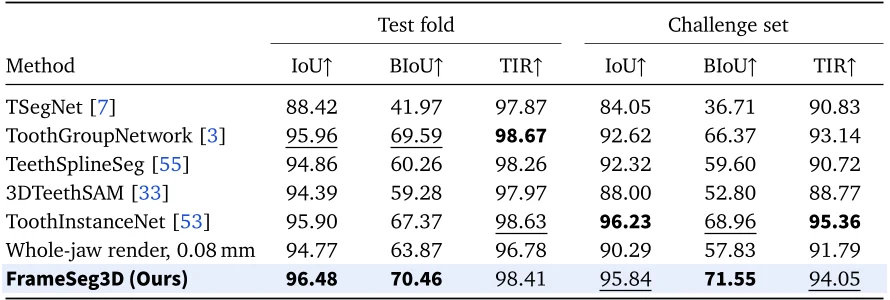 Test fold Challenge set
Method IoU↑ BIoU↑ TIR↑ IoU↑ BIoU↑ TIR↑
TSegNet [7] 88.42 41.97 97.87 84.05 36.71 90.83
ToothGroupNetwork [3] 95.96 69.59 98.67 92.62 66.37 93.14
TeethSplineSeg [55] 94.86 60.26 98.26 92.32 59.60 90.72
3DTeethSAM [33] 94.39 59.28 97.97 88.00 52.80 88.77
ToothInstanceNet [53] 95.90 67.37 98.63 96.23 68.96 95.36
Whole-jaw render, 0.08 mm 94.77 63.87 96.78 90.29 57.83 91.79
FrameSeg3D (Ours) 96.48 70.46 98.41 95.84 71.55 94.05